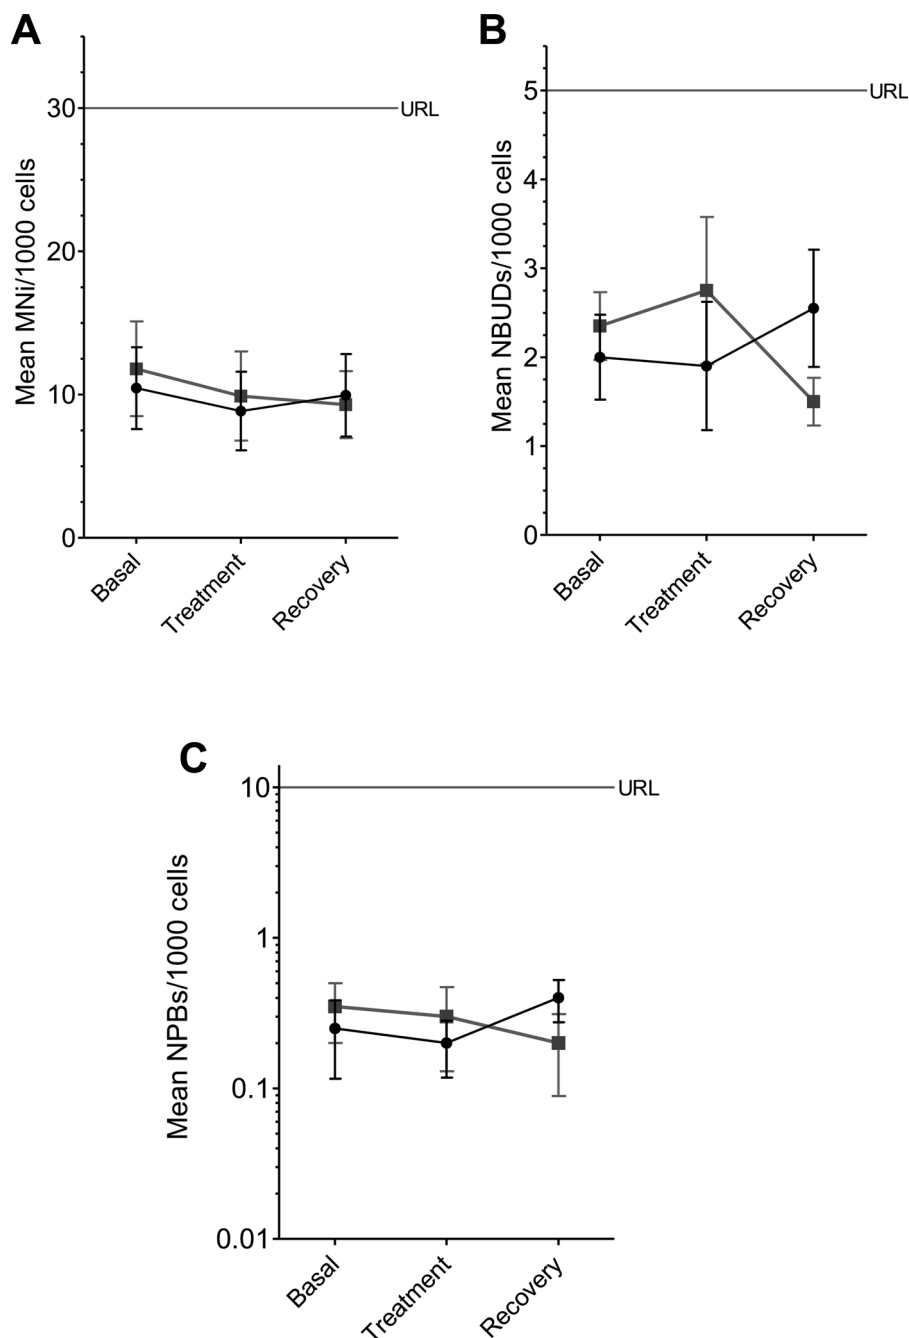 A
Mean MNi/1000 cells
30
20
10
0
URL
Basal
Treatment
Recovery
B
Mean NBUDs/1000 cells
5
4
3
2
1
0
URL
Basal
Treatment
Recovery
C
Mean NPBs/1000 cells
10
1
0.1
0.01
URL
Basal
Treatment
Recovery